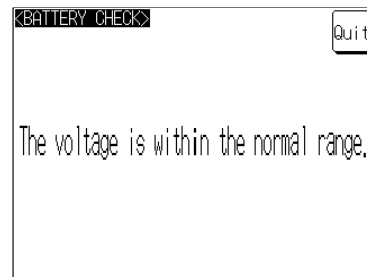 <BATTERY CHECK>
Quit
The voltage is within the normal range.